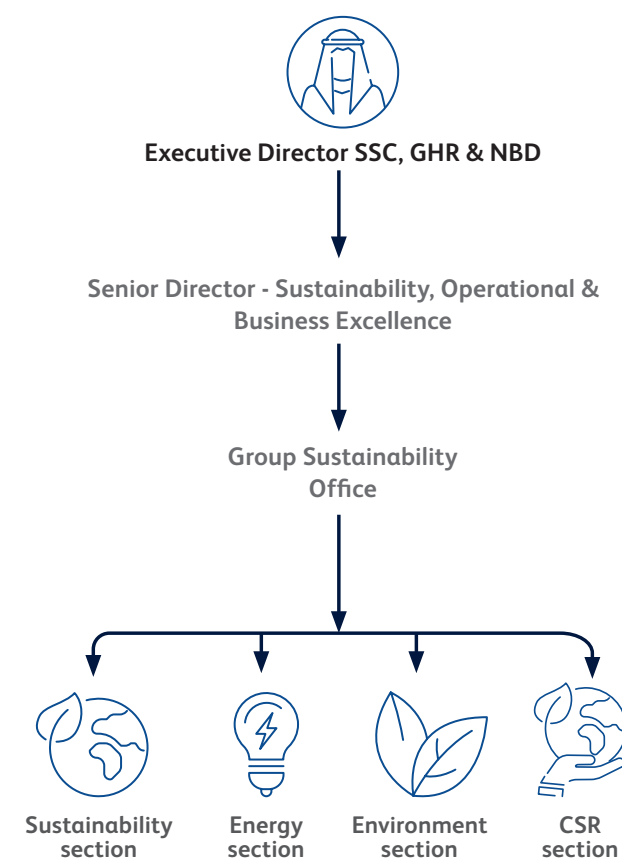 Executive Director SSC, GHR & NBD
Senior Director - Sustainability, Operational &
Business Excellence
Group Sustainability
Office
Sustainability
section
Energy
section
Environment
section
CSR
section